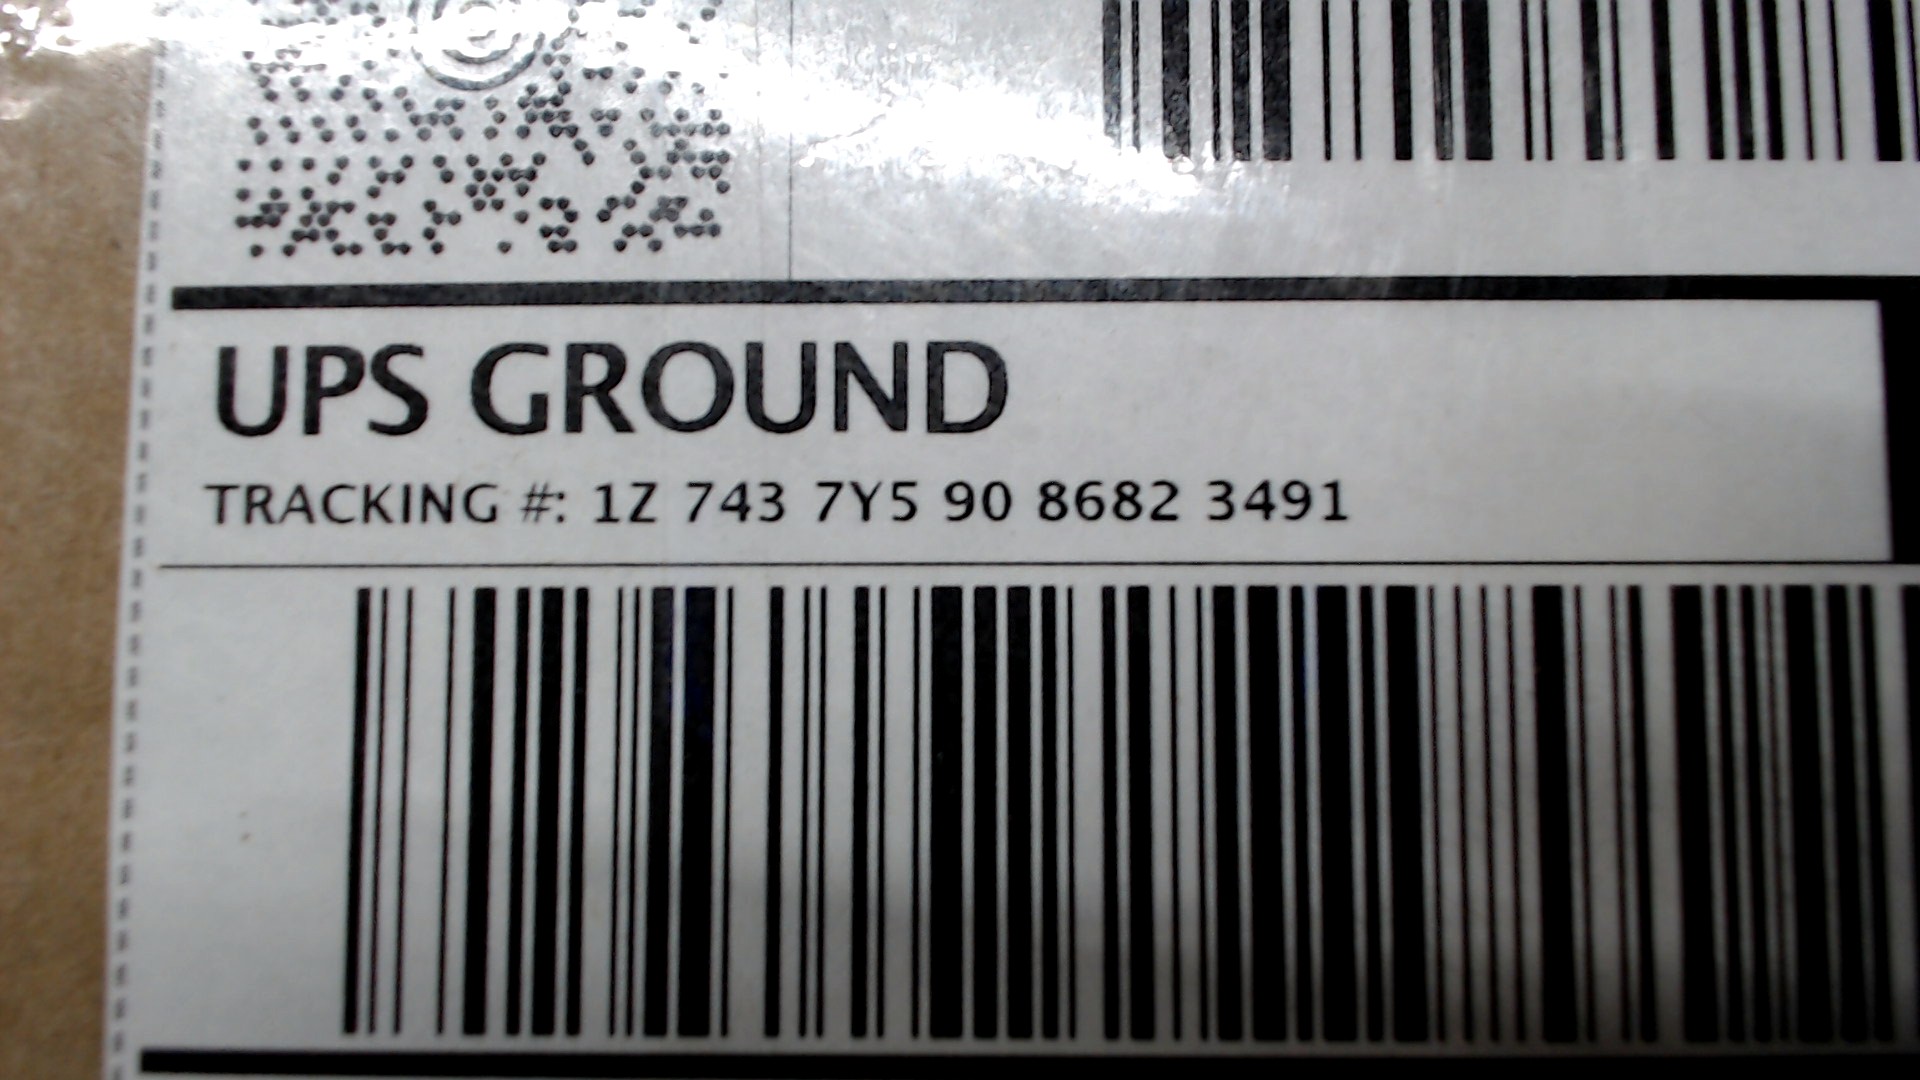 UPS GROUND
TRACKING #: 1Z 743 7Y5 90 8682 3491